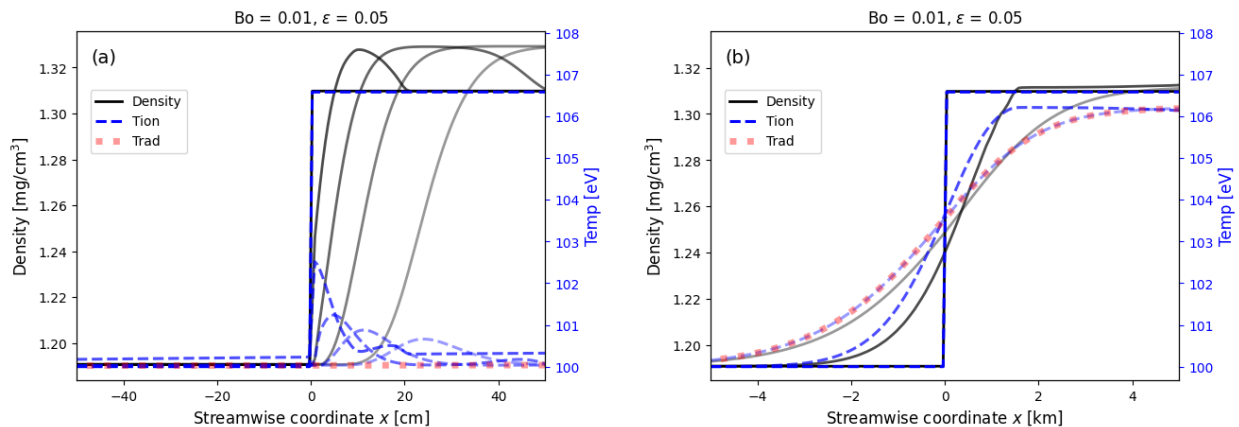 Bo = 0.01, ε = 0.05
(a)
Density
Tion
Trad
1.32
1.30
1.28
1.26
1.24
1.22
1.20
Density [mg/cm³]
108
107
106
105
104
103
102
101
100
Temp [eV]
−40
−20
0
20
40
Streamwise coordinate x [cm]
Bo = 0.01, ε = 0.05
(b)
Density
Tion
Trad
1.32
1.30
1.28
1.26
1.24
1.22
1.20
Density [mg/cm³]
108
107
106
105
104
103
102
101
100
Temp [eV]
−4
−2
0
2
4
Streamwise coordinate x [km]